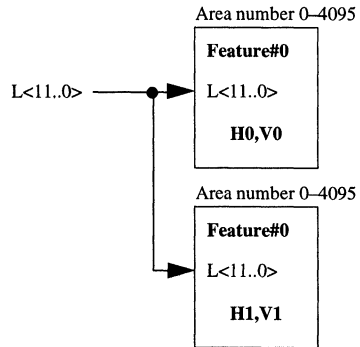 Area number 0–4095
Feature#0
L<11..0>
L<11..0>
H0,V0
Area number 0–4095
Feature#0
L<11..0>
H1,V1